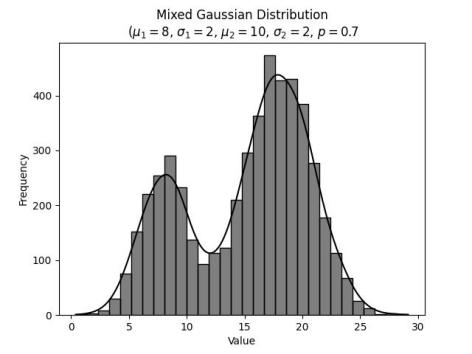 Mixed Gaussian Distribution
(μ₁ = 8, σ₁ = 2, μ₂ = 10, σ₂ = 2, p = 0.7
400
300
200
100
0
Frequency
0 5 10 15 20 25 30
Value